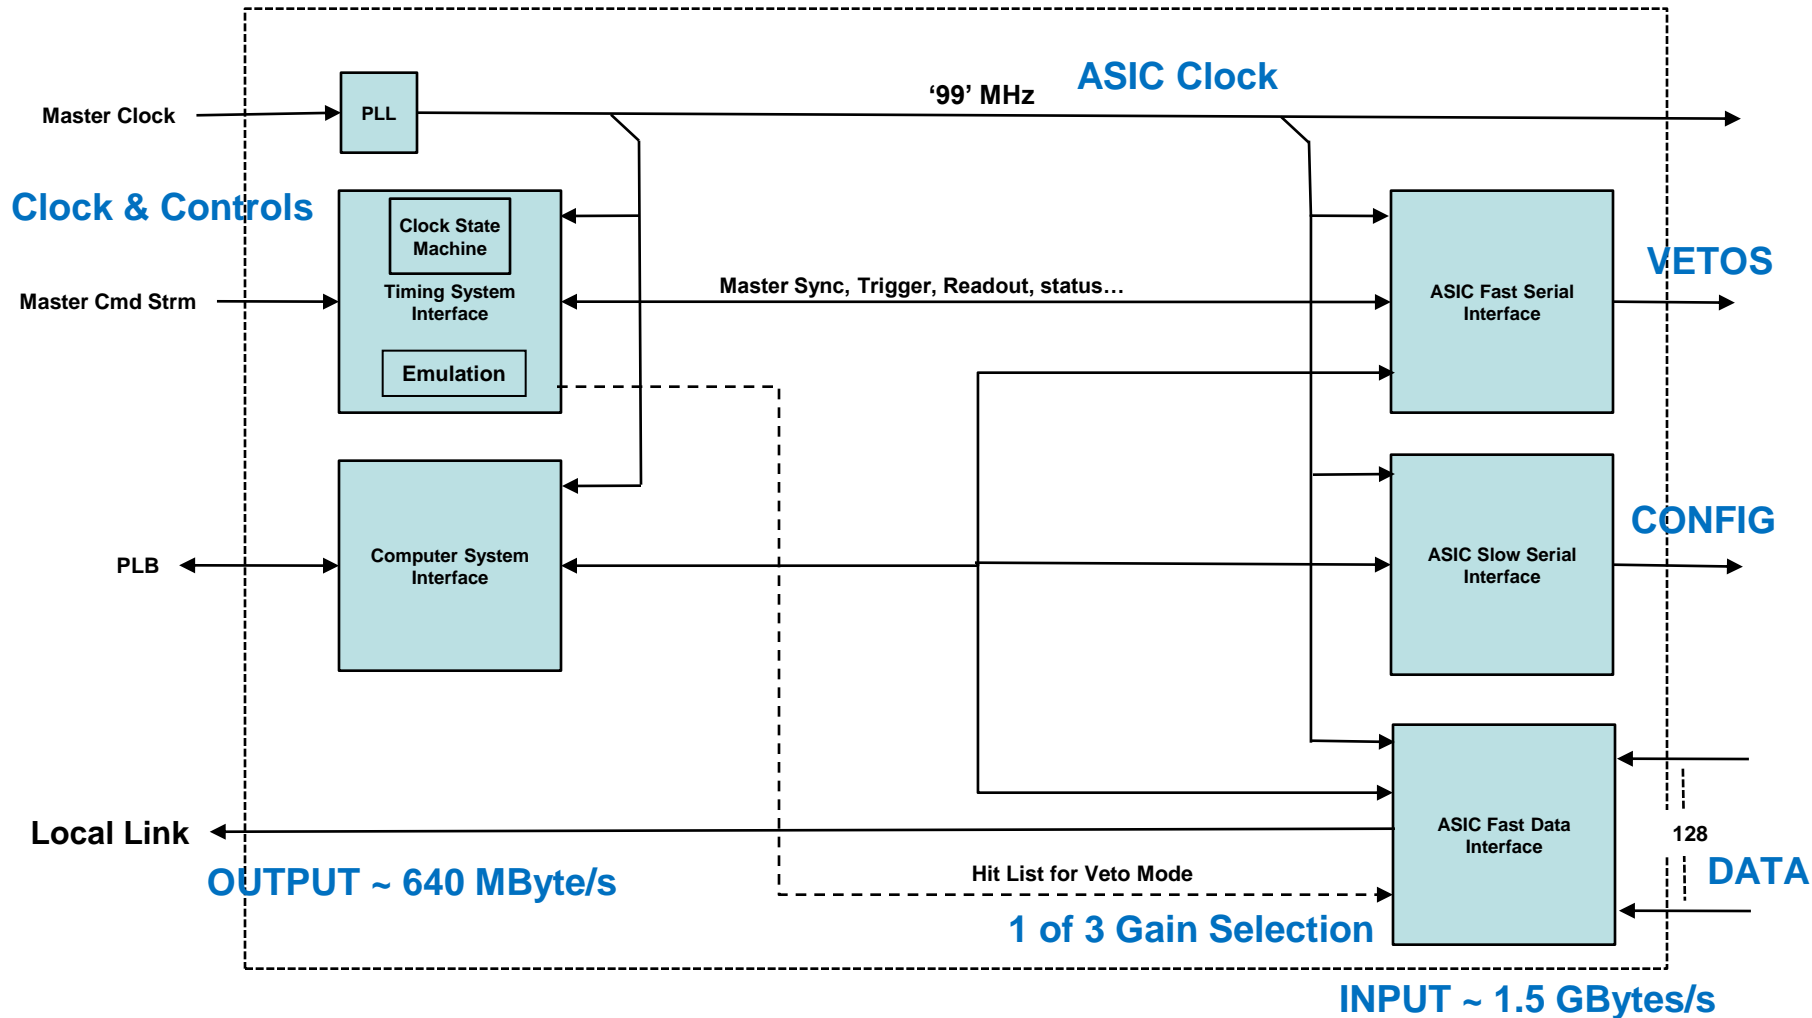 ASIC Clock
‘99’ MHz
Master Clock
PLL
Clock & Controls
Clock State
Machine
VETOS
Master Cmd Strm
Timing System
Interface
Master Sync, Trigger, Readout, status…
ASIC Fast Serial
Interface
Emulation
CONFIG
PLB
Computer System
Interface
ASIC Slow Serial
Interface
Local Link
ASIC Fast Data
Interface
128
DATA
OUTPUT ~ 640 MByte/s
Hit List for Veto Mode
1 of 3 Gain Selection
INPUT ~ 1.5 GBytes/s